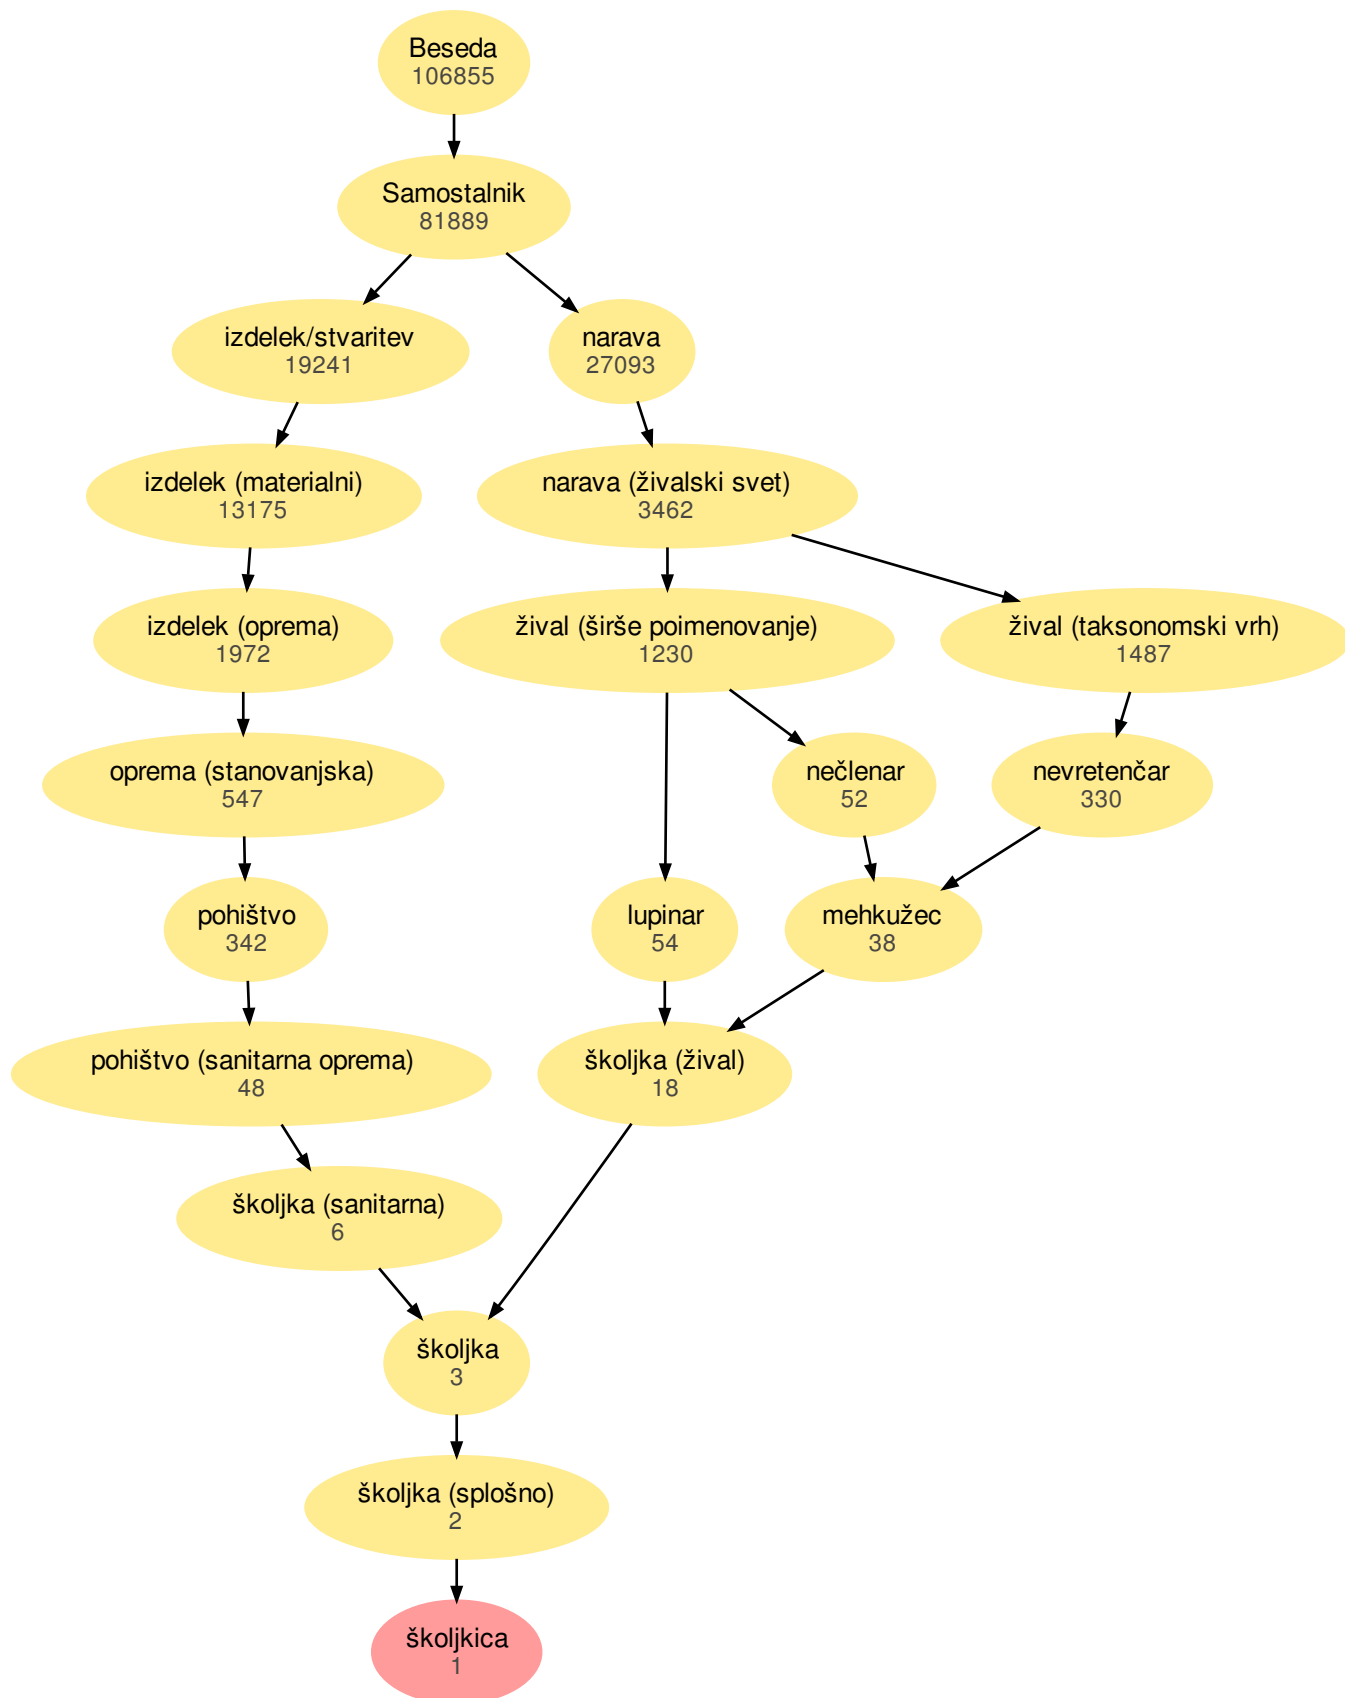 Beseda
106855
Samostalnik
81889
izdelek/stvaritev
19241
narava
27093
izdelek (materialni)
13175
narava (živalski svet)
3462
izdelek (oprema)
1972
žival (širše poimenovanje)
1230
žival (taksonomski vrh)
1487
oprema (stanovanjska)
547
nečlenar
52
nevretenčar
330
pohištvo
342
lupinar
54
mehkužec
38
pohištvo (sanitarna oprema)
48
školjka (žival)
18
školjka (sanitarna)
6
školjka
3
školjka (splošno)
2
školjkica
1